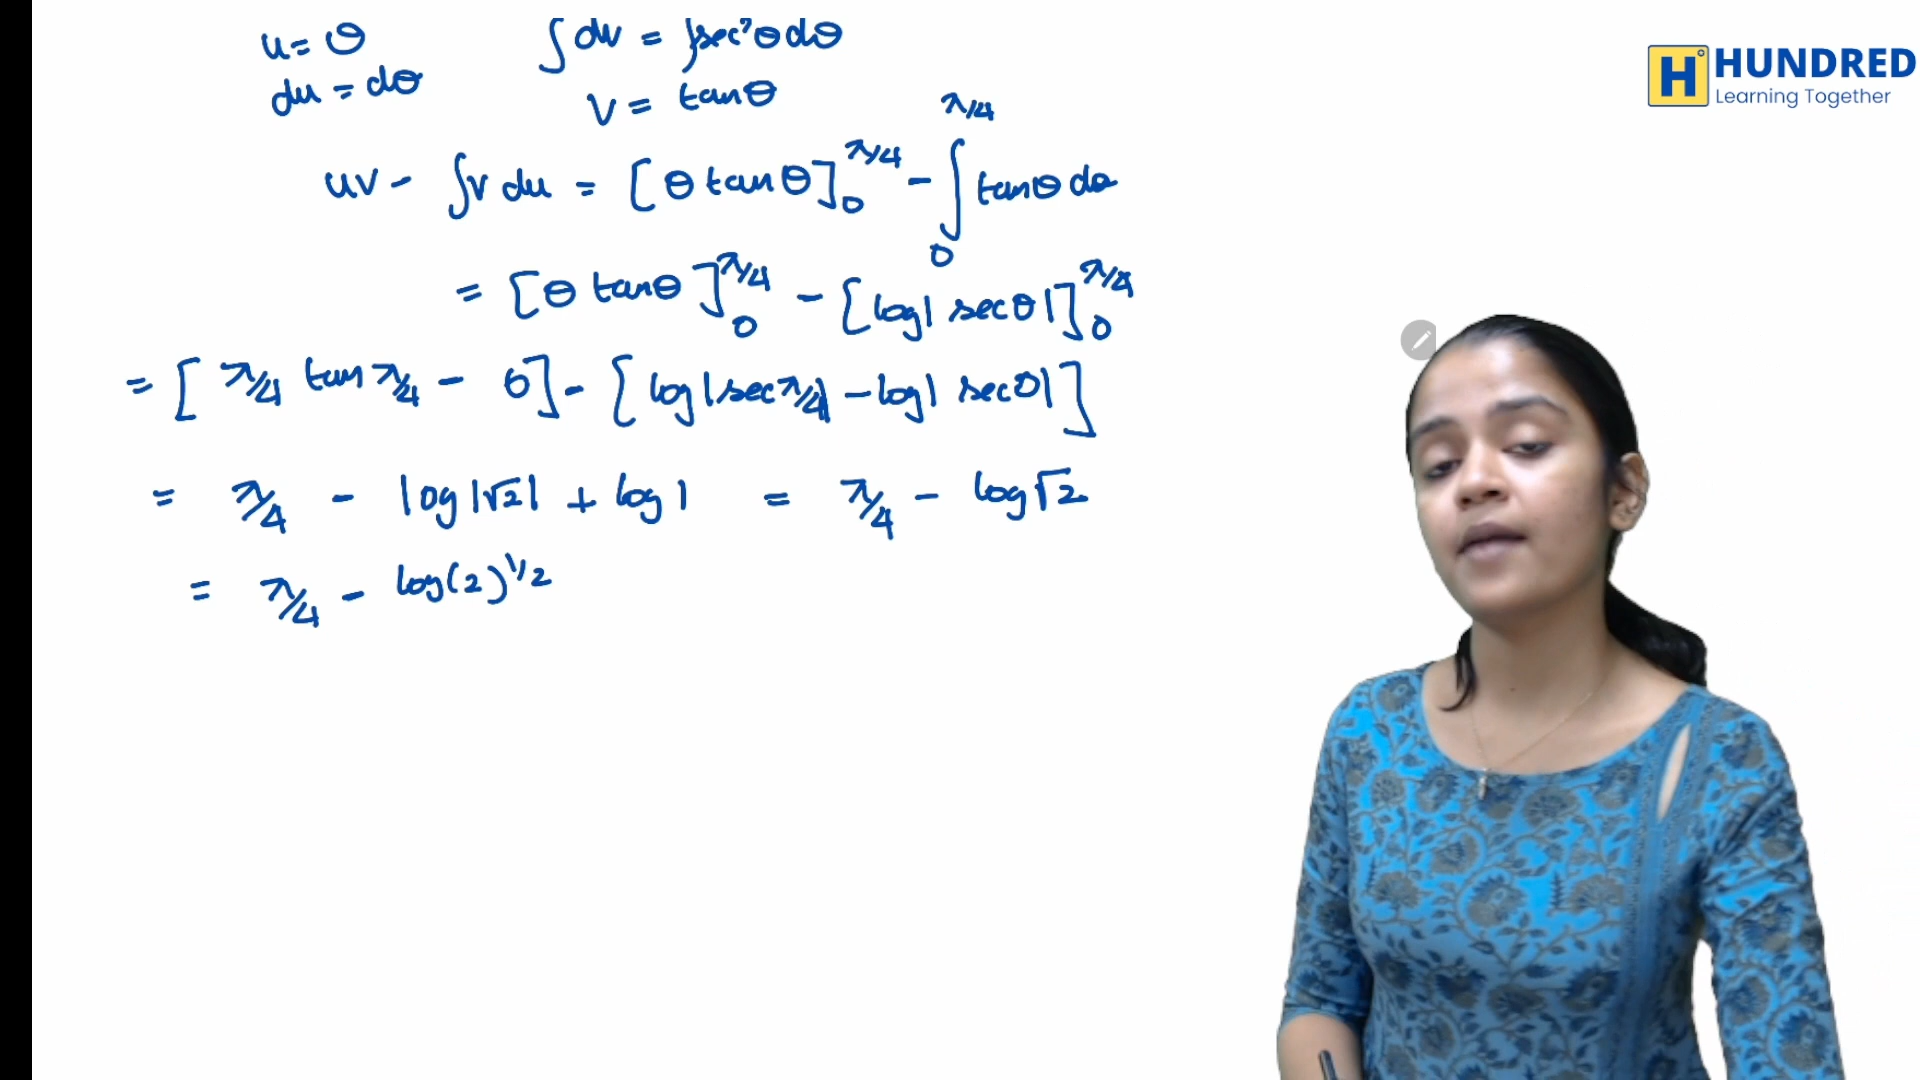 u = θ    ∫ dv = ∫sec²θ dθ
du = dθ    v = tanθ
uv - ∫v du = [θ tanθ]₀^π/4 - ∫₀^π/4 tanθ dθ
= [θ tanθ]₀^π/4 - [log|secθ|]₀^π/4
= [π/4 tan π/4 - 0] - [log|sec π/4| - log|sec0|]
= π/4 - log|√2| + log 1 = π/4 - log√2
= π/4 - log(2)^1/2
H° HUNDRED
Learning Together